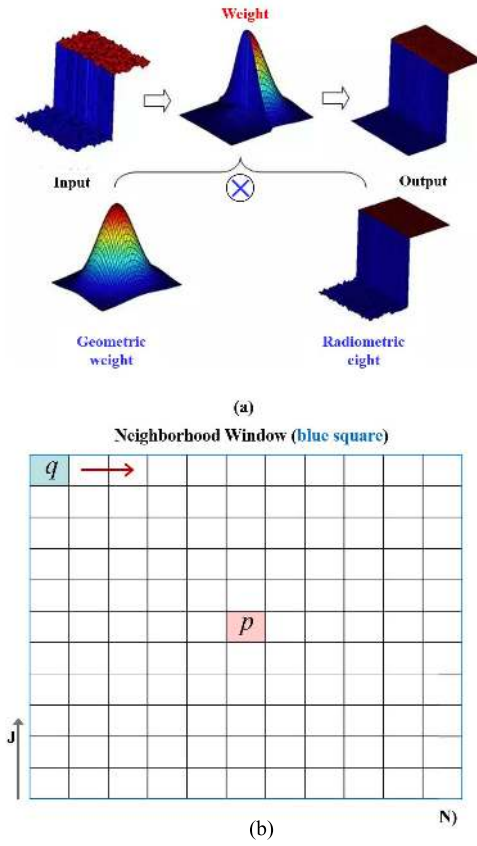 Weight
Input
Output
Geometric
weight
Radiometric
eight
(a)
Neighborhood Window (blue square)
q
p
J
N)
(b)